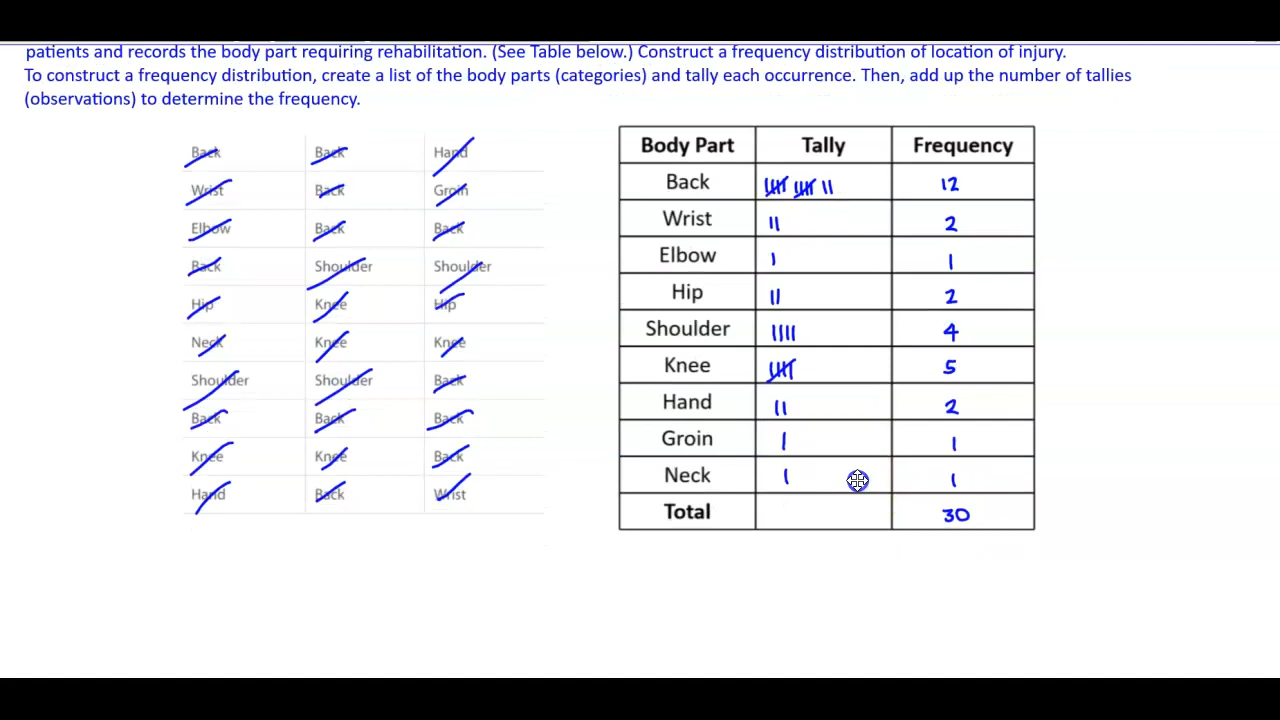 patients and records the body part requiring rehabilitation. (See Table below.) Construct a frequency distribution of location of injury.
To construct a frequency distribution, create a list of the body parts (categories) and tally each occurrence. Then, add up the number of tallies
(observations) to determine the frequency.
Back Back Hand
Wrist Back Groin
Elbow Back Back
Back Shoulder Shoulder
Hip Knee Hip
Neck Knee Knee
Shoulder Shoulder Back
Back Back Back
Knee Knee Back
Hand Back Wrist
Body Part Tally Frequency
Back 12
Wrist II 2
Elbow I 1
Hip II 2
Shoulder IIII 4
Knee 5
Hand II 2
Groin I 1
Neck I 1
Total 30